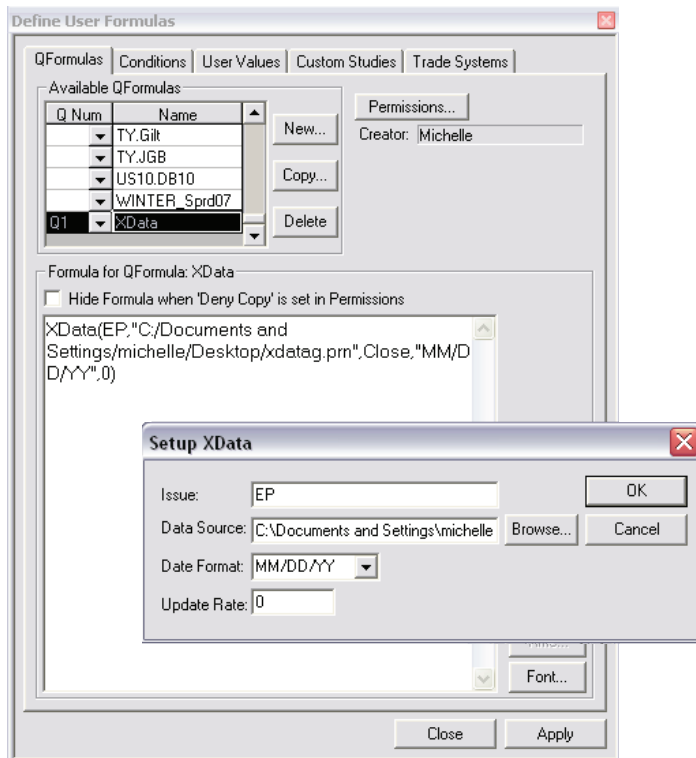 Define User Formulas
QFormulas Conditions User Values Custom Studies Trade Systems
Available QFormulas
Q Num Name
TY.Gilt
TY.JGB
US10.DB10
WINTER_Sprd07
Q1 XData
New...
Copy...
Delete
Permissions...
Creator: Michelle
Formula for QFormula: XData
Hide Formula when 'Deny Copy' is set in Permissions
XData(EP,"C:/Documents and
Settings/michelle/Desktop/xdatag.prn",Close,"MM/D
D/YY",0)
Setup XData
Issue: EP
Data Source: C:\Documents and Settings\michelle Browse...
Date Format: MM/DD/YY
Update Rate: 0
OK
Cancel
Font...
Close Apply